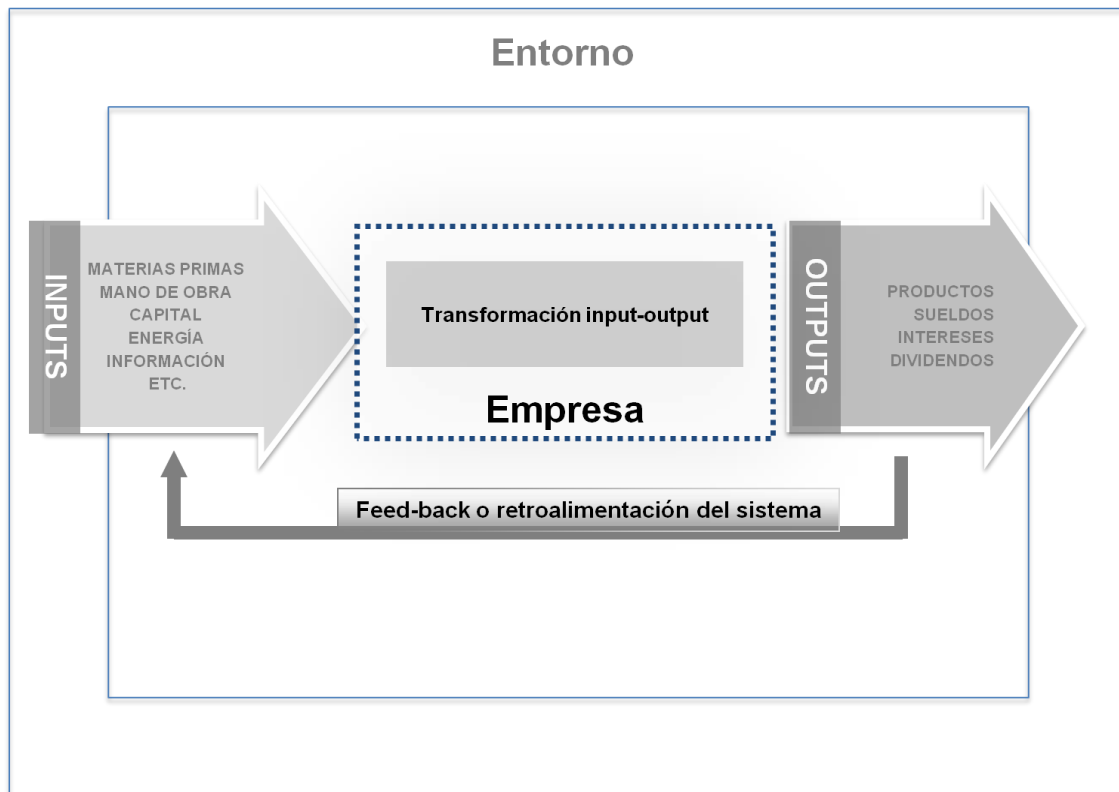 Entorno
INPUTS
MATERIAS PRIMAS
MANO DE OBRA
CAPITAL
ENERGÍA
INFORMACIÓN
ETC.
Transformación input-output
Empresa
OUTPUTS
PRODUCTOS
SUELDOS
INTERESES
DIVIDENDOS
Feed-back o retroalimentación del sistema